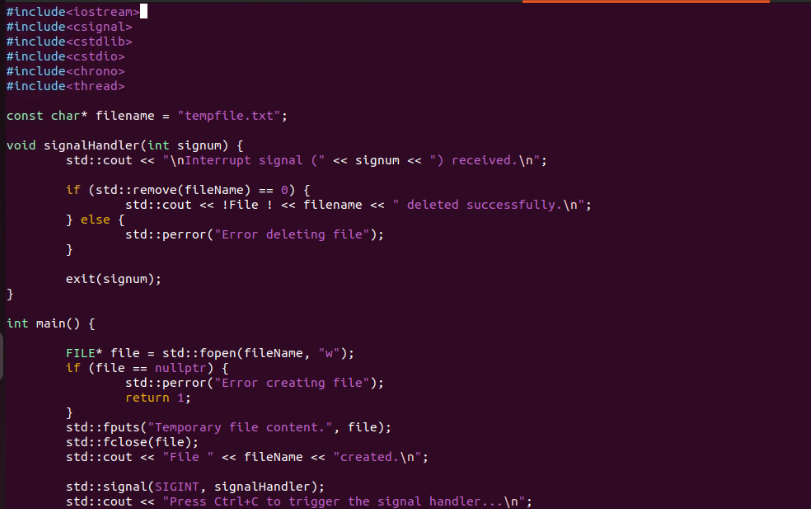 #include<iostream>
#include<csignal>
#include<cstdlib>
#include<cstdio>
#include<chrono>
#include<thread>
const char* filename = "tempfile.txt";
void signalHandler(int signum) {
std::cout << "\nInterrupt signal (" << signum << ") received.\n";
if (std::remove(fileName) == 0) {
std::cout << !File ! << filename << " deleted successfully.\n";
} else {
std::perror("Error deleting file");
}
exit(signum);
}
int main() {
FILE* file = std::fopen(fileName, "w");
if (file == nullptr) {
std::perror("Error creating file");
return 1;
}
std::fputs("Temporary file content.", file);
std::fclose(file);
std::cout << "File " << fileName << "created.\n";
std::signal(SIGINT, signalHandler);
std::cout << "Press Ctrl+C to trigger the signal handler...\n";